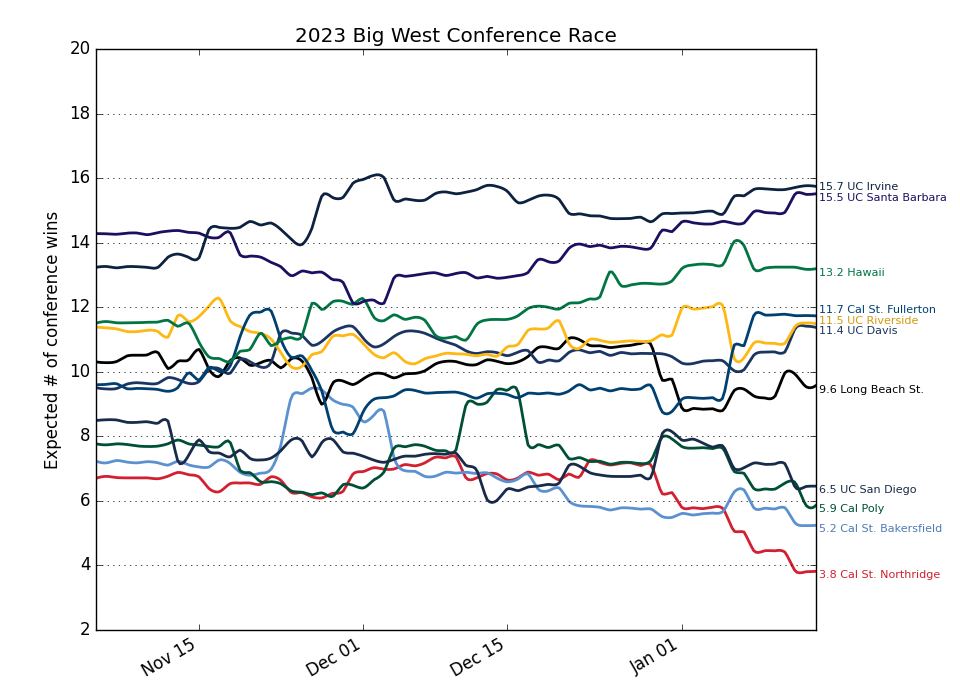 2023 Big West Conference Race
Expected # of conference wins
20
18
16
14
12
10
8
6
4
2
Nov 15
Dec 01
Dec 15
Jan 01
15.7 UC Irvine
15.5 UC Santa Barbara
13.2 Hawaii
11.7 Cal St. Fullerton
11.5 UC Riverside
11.4 UC Davis
9.6 Long Beach St.
6.5 UC San Diego
5.9 Cal Poly
5.2 Cal St. Bakersfield
3.8 Cal St. Northridge